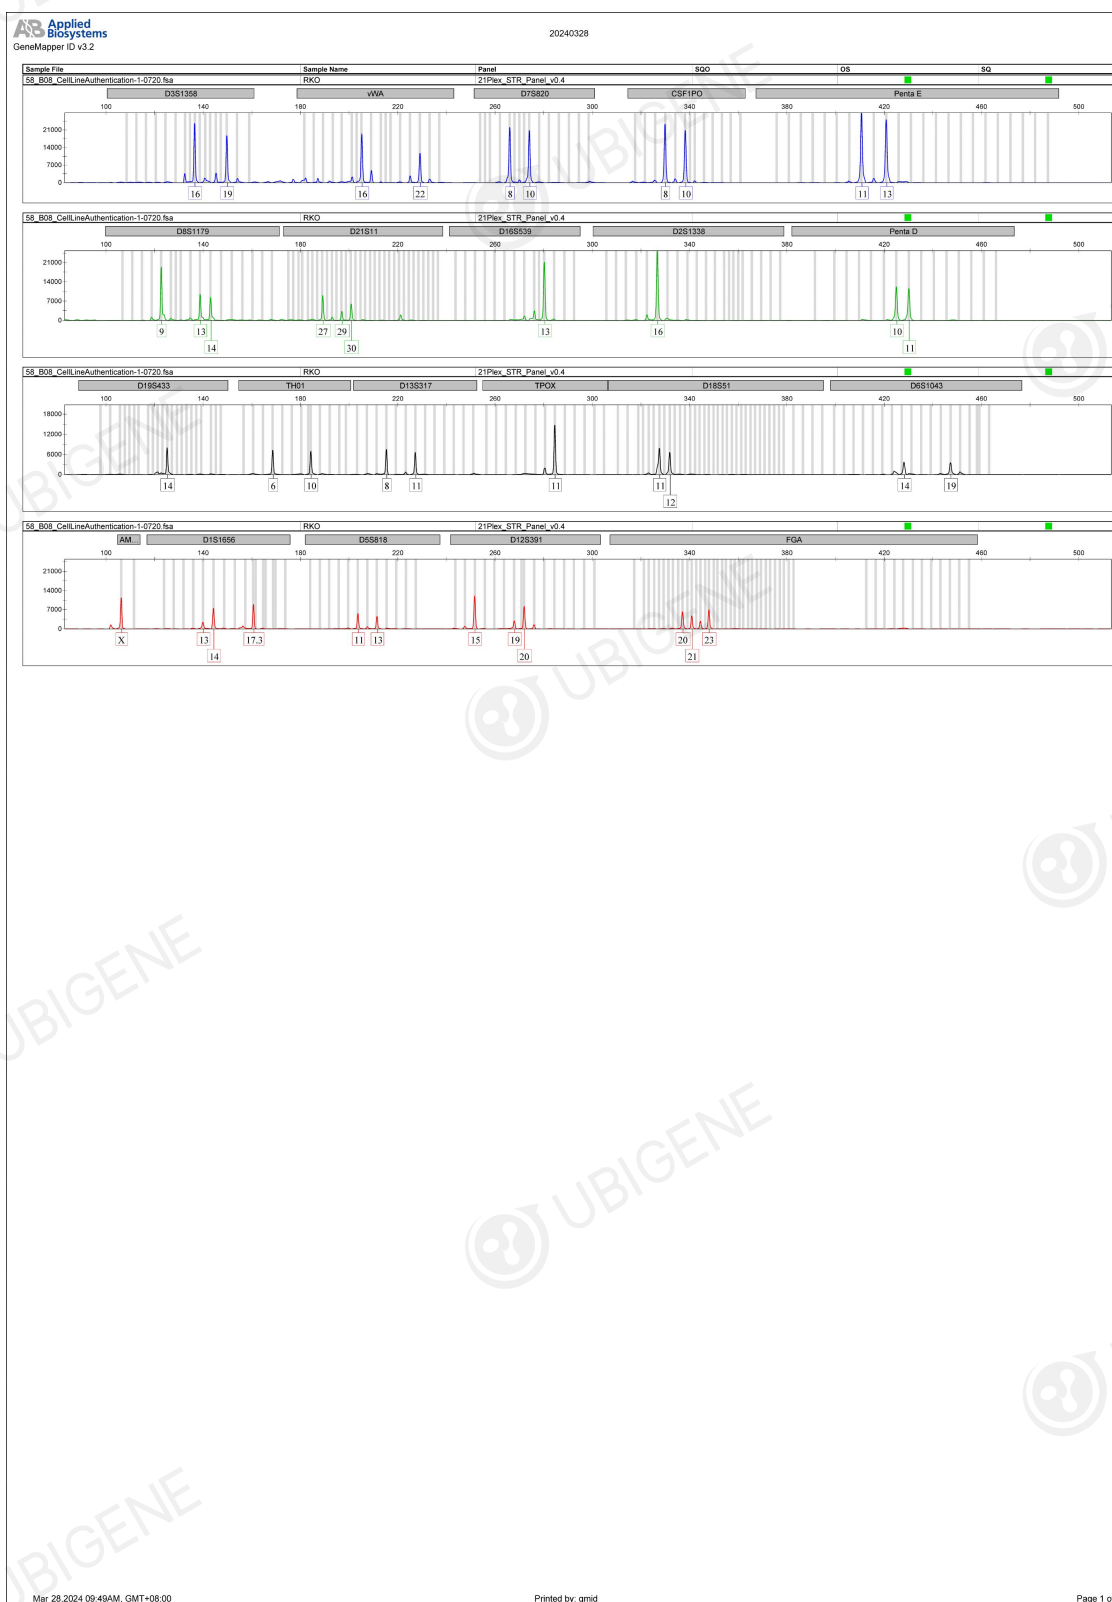 AB Applied Biosystems
GeneMapper ID v3.2
20240328
Sample File Sample Name Panel SQO OS SQ
58_B08_CellLineAuthentication-1-0720.fsa RKO 21Plex_STR_Panel_v0.4
D3S1358 vWA D7S820 CSF1PO Penta E
100 140 180 220 260 300 340 380 420 460 500
21000
14000
7000
0
16 19 16 22 8 10 8 10 11 13
58_B08_CellLineAuthentication-1-0720.fsa RKO 21Plex_STR_Panel_v0.4
D8S1179 D21S11 D16S539 D2S1338 Penta D
100 140 180 220 260 300 340 380 420 460 500
21000
14000
7000
0
9 13 27 29 13 16 10
14 30 11
58_B08_CellLineAuthentication-1-0720.fsa RKO 21Plex_STR_Panel_v0.4
D19S433 TH01 D13S317 TPOX D18S51 D6S1043
100 140 180 220 260 300 340 380 420 460 500
18000
12000
6000
0
14 6 10 8 11 11 11 14 19
12
58_B08_CellLineAuthentication-1-0720.fsa RKO 21Plex_STR_Panel_v0.4
AM... D1S1656 D5S818 D12S391 FGA
100 140 180 220 260 300 340 380 420 460 500
21000
14000
7000
0
X 13 17.3 11 13 15 19 20 23
14 20 21
UBIGENE
UBIGENE
UBIGENE
UBIGENE
UBIGENE
UBIGENE
Mar 28,2024 09:49AM, GMT+08:00 Printed by: gmid Page 1 of